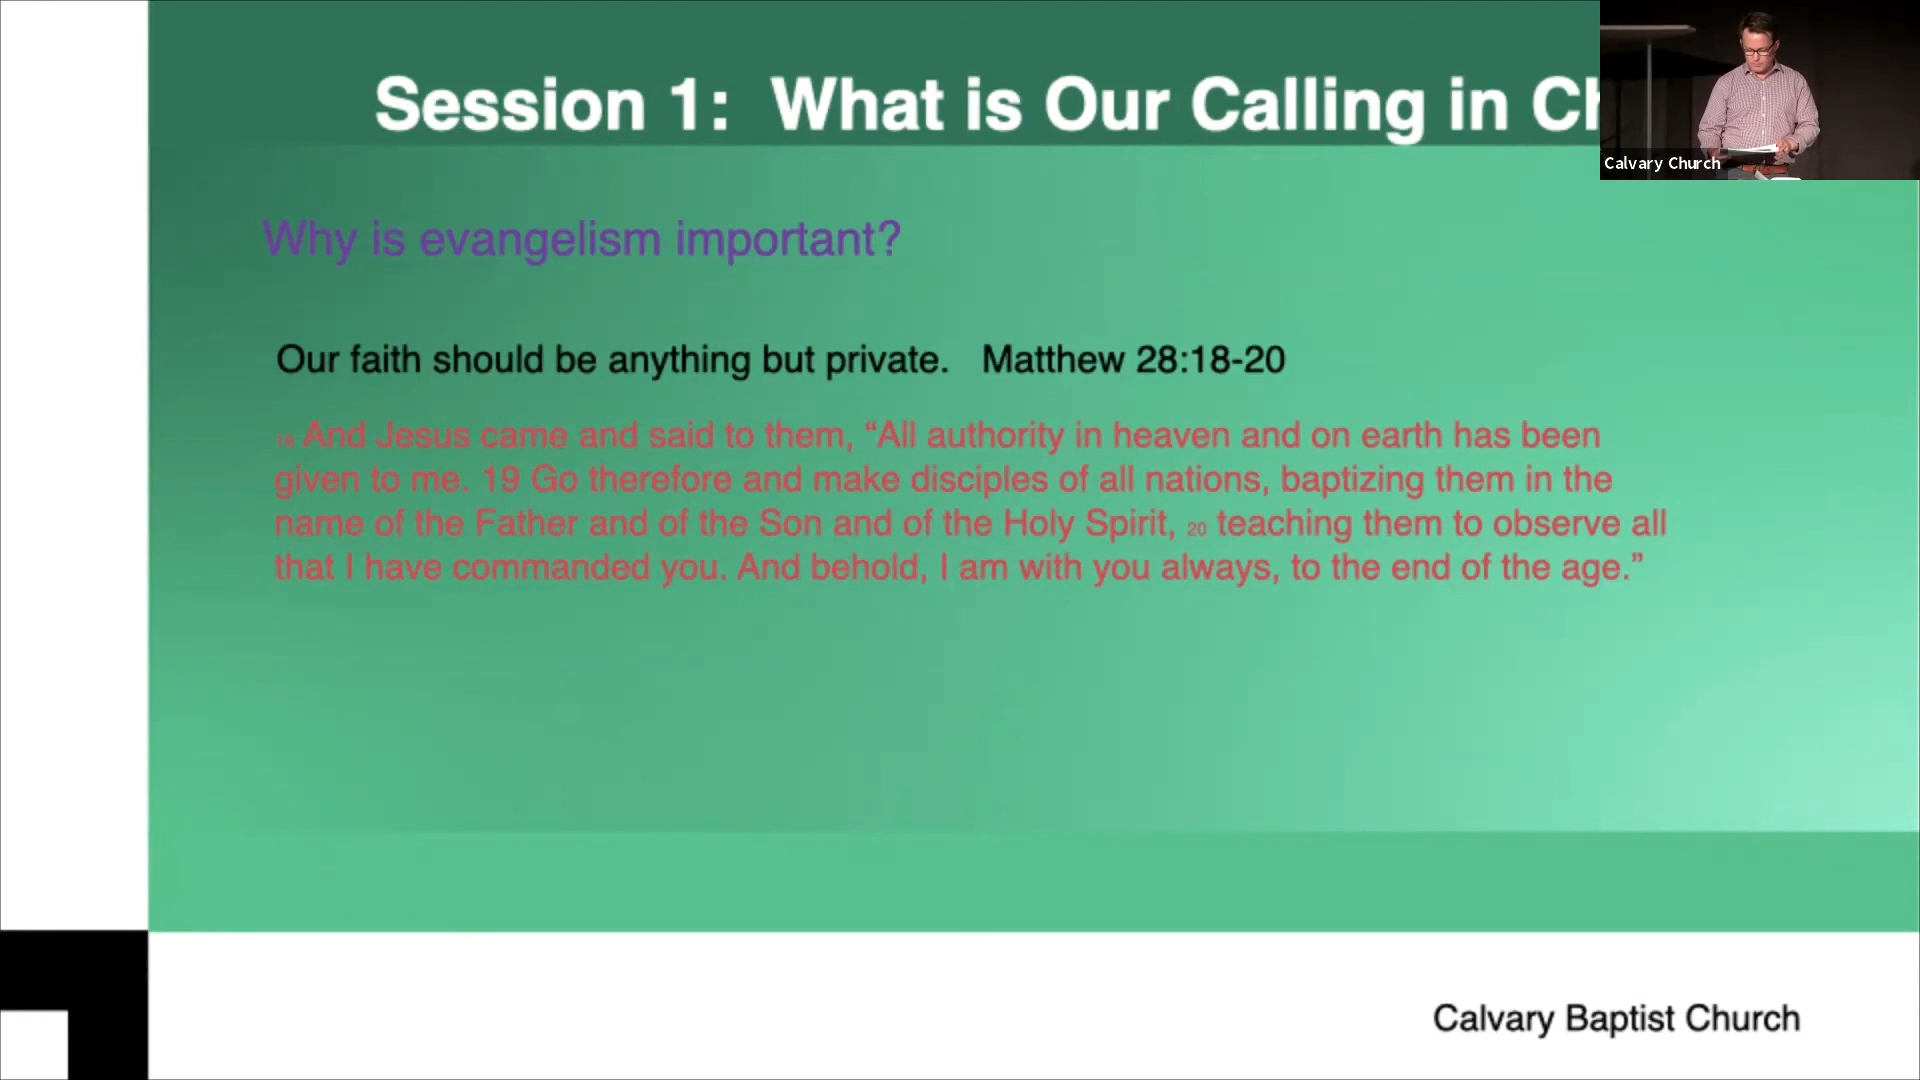 Session 1: What is Our Calling in Ch
Calvary Church
Why is evangelism important?
Our faith should be anything but private. Matthew 28:18-20
18 And Jesus came and said to them, “All authority in heaven and on earth has been
given to me. 19 Go therefore and make disciples of all nations, baptizing them in the
name of the Father and of the Son and of the Holy Spirit, 20 teaching them to observe all
that I have commanded you. And behold, I am with you always, to the end of the age.”
Calvary Baptist Church